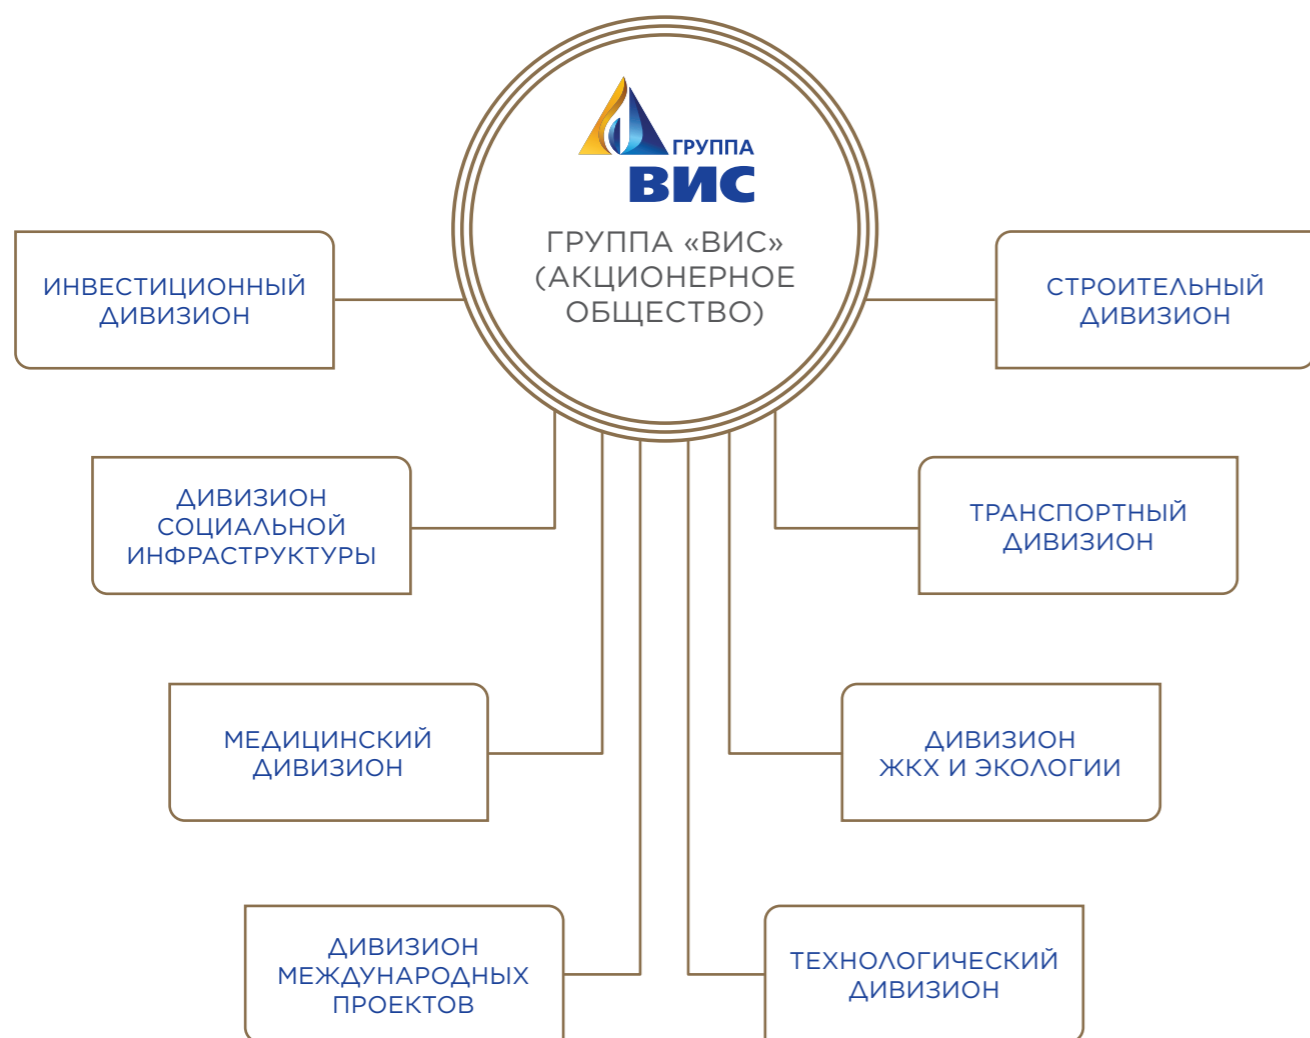 ГРУППА
ВИС
ГРУППА «ВИС»
(АКЦИОНЕРНОЕ
ОБЩЕСТВО)
ИНВЕСТИЦИОННЫЙ
ДИВИЗИОН
СТРОИТЕЛЬНЫЙ
ДИВИЗИОН
ДИВИЗИОН
СОЦИАЛЬНОЙ
ИНФРАСТРУКТУРЫ
ТРАНСПОРТНЫЙ
ДИВИЗИОН
МЕДИЦИНСКИЙ
ДИВИЗИОН
ДИВИЗИОН
ЖКХ И ЭКОЛОГИИ
ДИВИЗИОН
МЕЖДУНАРОДНЫХ
ПРОЕКТОВ
ТЕХНОЛОГИЧЕСКИЙ
ДИВИЗИОН